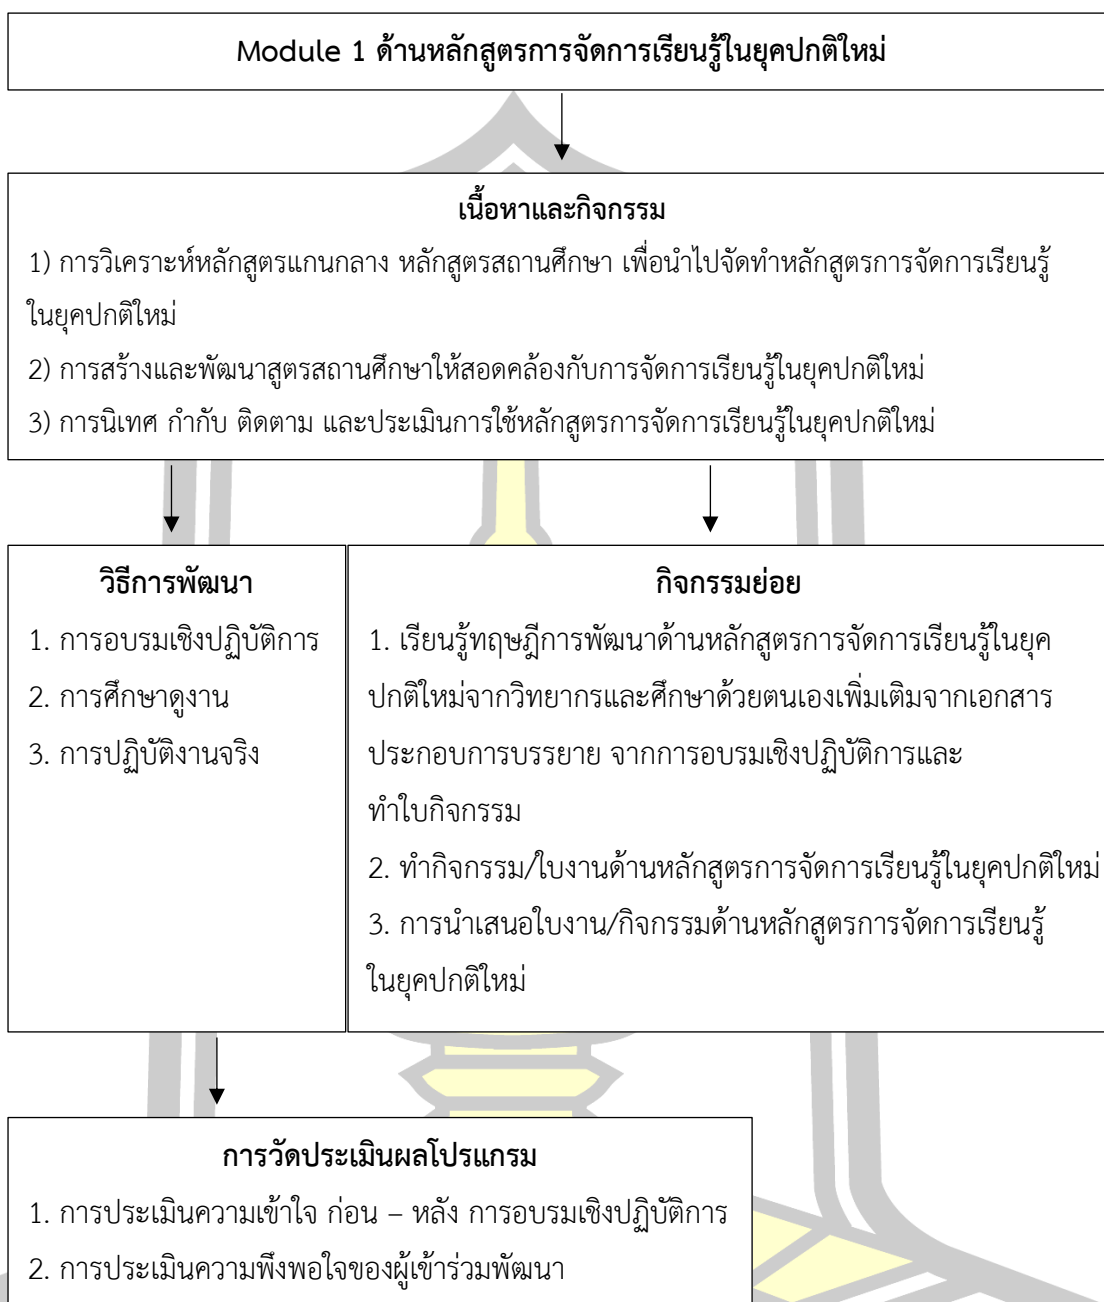 Module 1 ด้านหลักสูตรการจัดการเรียนรู้ในยุคปกติใหม่
เนื้อหาและกิจกรรม
1) การวิเคราะห์หลักสูตรแกนกลาง หลักสูตรสถานศึกษา เพื่อนำไปจัดทำหลักสูตรการจัดการเรียนรู้
ในยุคปกติใหม่
2) การสร้างและพัฒนาสูตรสถานศึกษาให้สอดคล้องกับการจัดการเรียนรู้ในยุคปกติใหม่
3) การนิเทศ กำกับ ติดตาม และประเมินการใช้หลักสูตรการจัดการเรียนรู้ในยุคปกติใหม่
วิธีการพัฒนา
1. การอบรมเชิงปฏิบัติการ
2. การศึกษาดูงาน
3. การปฏิบัติงานจริง
กิจกรรมย่อย
1. เรียนรู้ทฤษฎีการพัฒนาด้านหลักสูตรการจัดการเรียนรู้ในยุค
ปกติใหม่จากวิทยากรและศึกษาด้วยตนเองเพิ่มเติมจากเอกสาร
ประกอบการบรรยาย จากการอบรมเชิงปฏิบัติการและ
ทำใบกิจกรรม
2. ทำกิจกรรม/ใบงานด้านหลักสูตรการจัดการเรียนรู้ในยุคปกติใหม่
3. การนำเสนอใบงาน/กิจกรรมด้านหลักสูตรการจัดการเรียนรู้
ในยุคปกติใหม่
การวัดประเมินผลโปรแกรม
1. การประเมินความเข้าใจ ก่อน – หลัง การอบรมเชิงปฏิบัติการ
2. การประเมินความพึงพอใจของผู้เข้าร่วมพัฒนา